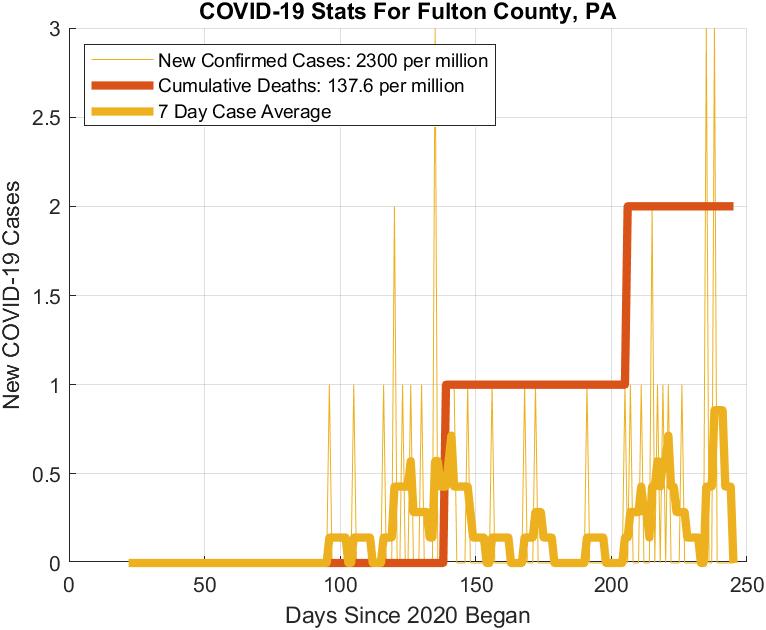 COVID-19 Stats For Fulton County, PA
New Confirmed Cases: 2300 per million
Cumulative Deaths: 137.6 per million
7 Day Case Average
New COVID-19 Cases
3
2.5
2
1.5
1
0.5
0
0 50 100 150 200 250
Days Since 2020 Began